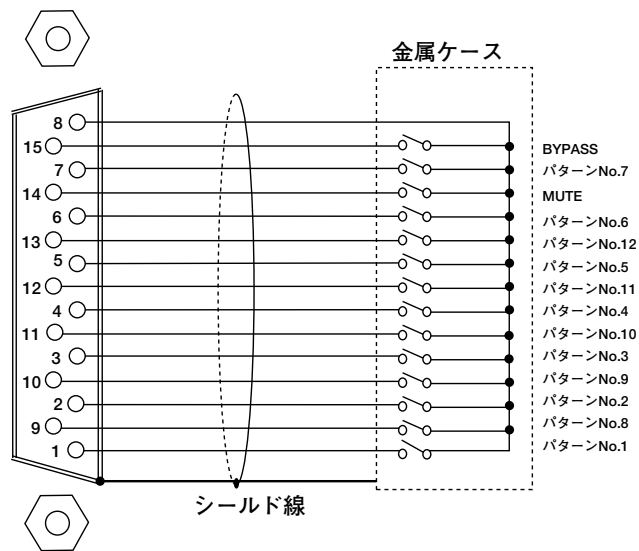 金属ケース
8
15
7
14
6
13
5
12
4
11
3
10
2
9
1
BYPASS
パターンNo.7
MUTE
パターンNo.6
パターンNo.12
パターンNo.5
パターンNo.11
パターンNo.4
パターンNo.10
パターンNo.3
パターンNo.9
パターンNo.2
パターンNo.8
パターンNo.1
シールド線